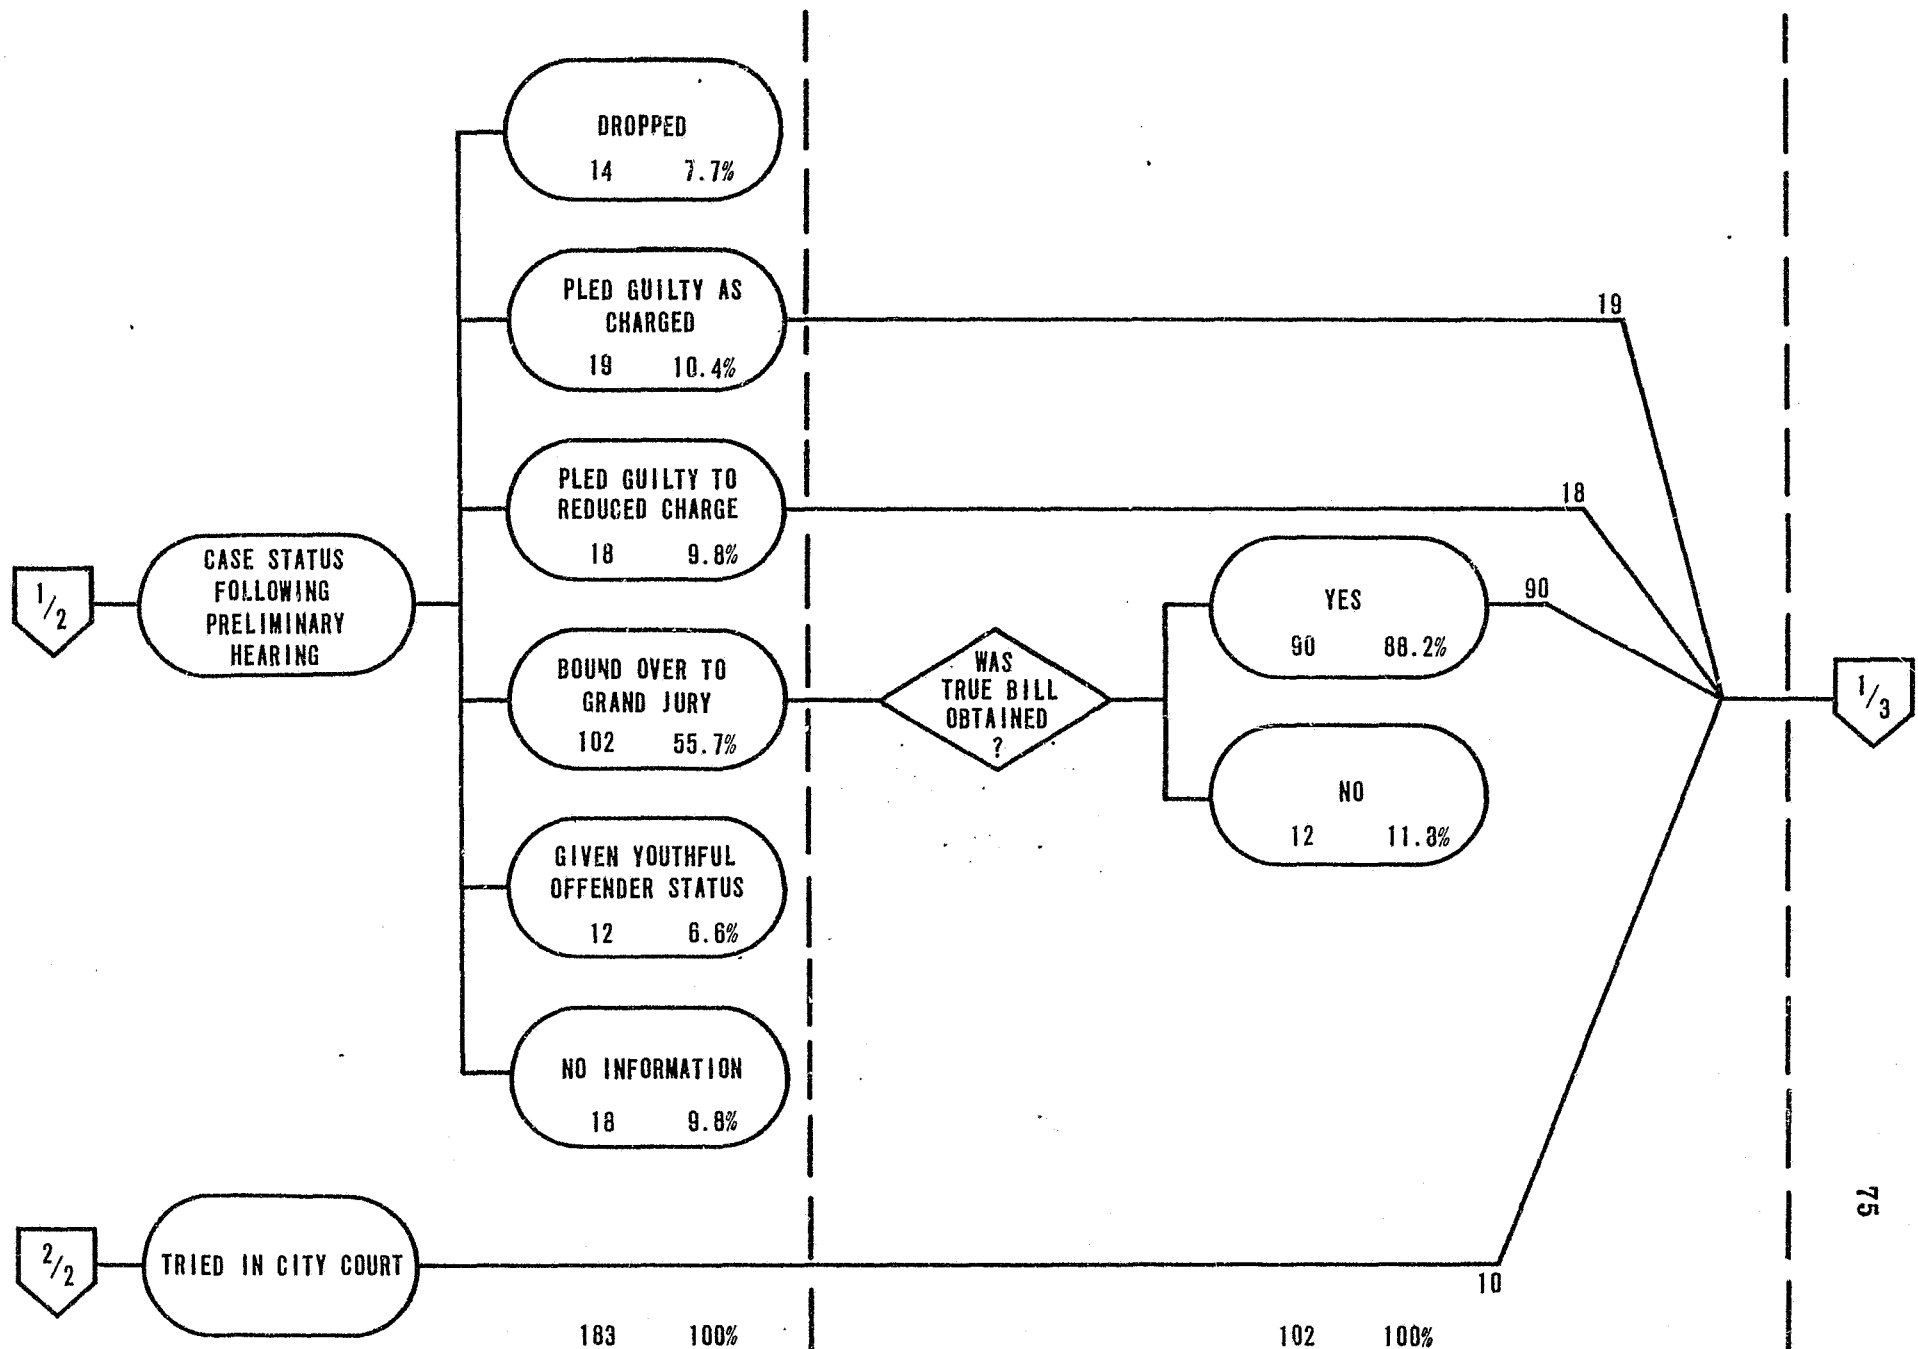 DROPPED
14 7.7%
PLED GUILTY AS
CHARGED
19 10.4%
19
PLED GUILTY TO
REDUCED CHARGE
18 9.8%
18
1/2
CASE STATUS
FOLLOWING
PRELIMINARY
HEARING
BOUND OVER TO
GRAND JURY
102 55.7%
WAS
TRUE BILL
OBTAINED
?
YES
90 88.2%
90
NO
12 11.8%
1/3
GIVEN YOUTHFUL
OFFENDER STATUS
12 6.6%
NO INFORMATION
18 9.8%
2/2
TRIED IN CITY COURT
10
183 100%
102 100%
75